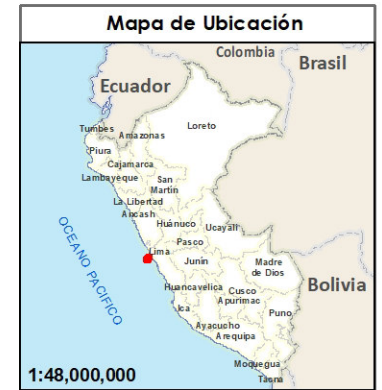 Mapa de Ubicación
Colombia
Brasil
Ecuador
Tumbes
Amazonas
Loreto
Piura
Cajamarca
Lambayeque
San
Martín
La Libertad
Ancash
Huánuco
Ucayali
Pasco
Lima
Junín
Madre
de Dios
OCEANO PACIFICO
Huancavelica
Cusco
Apurimac
Bolivia
Ica
Puno
Ayacucho
Arequipa
Moquegua
1:48,000,000
Tacna